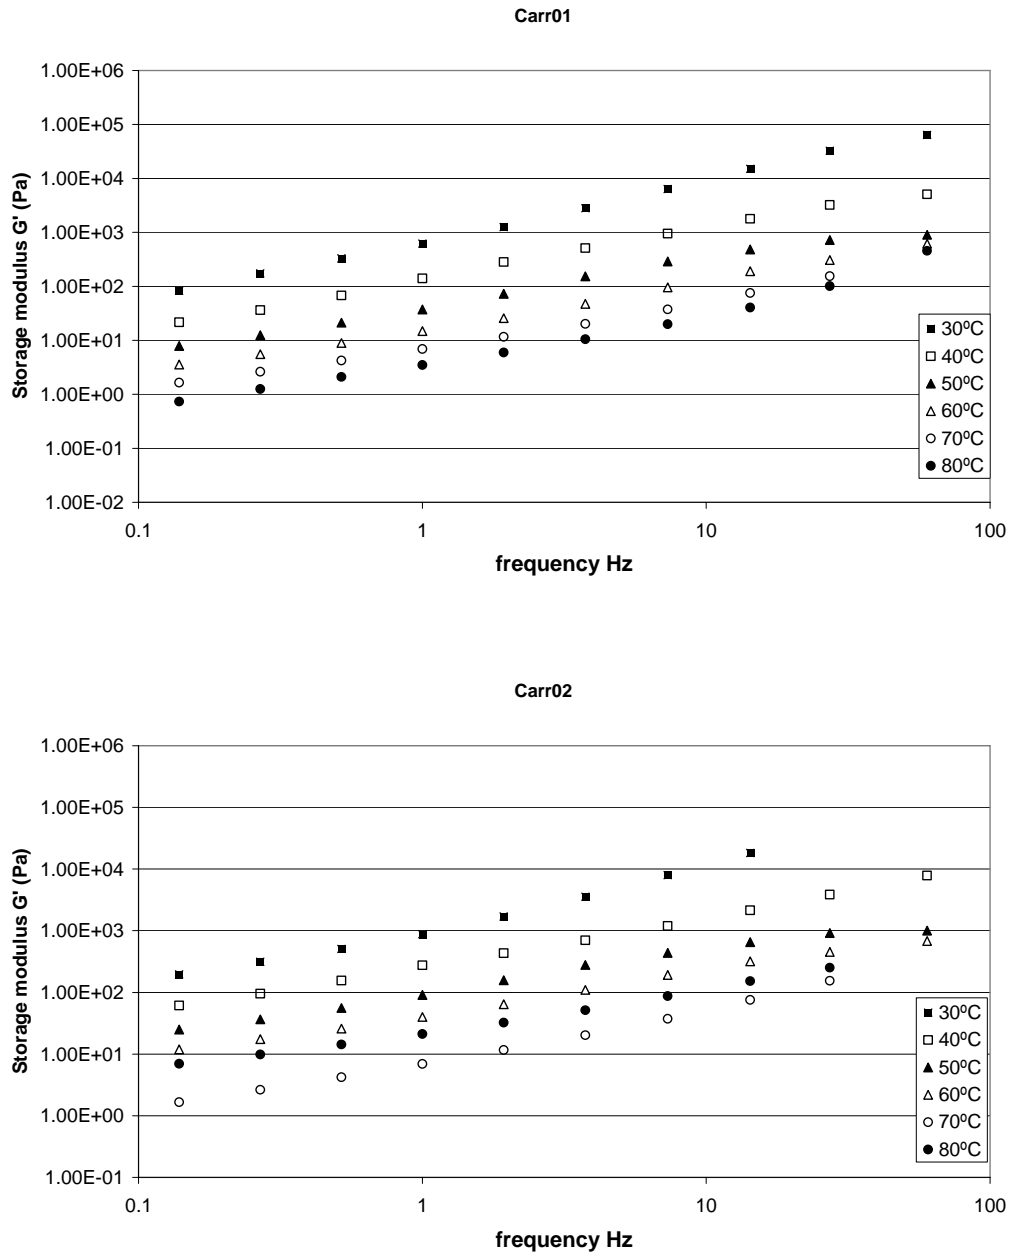 Carr01
1.00E+06
1.00E+05
1.00E+04
1.00E+03
1.00E+02
1.00E+01
1.00E+00
1.00E-01
1.00E-02
Storage modulus G' (Pa)
30ºC
40ºC
50ºC
60ºC
70ºC
80ºC
0.1 1 10 100
frequency Hz
Carr02
1.00E+06
1.00E+05
1.00E+04
1.00E+03
1.00E+02
1.00E+01
1.00E+00
1.00E-01
Storage modulus G' (Pa)
30ºC
40ºC
50ºC
60ºC
70ºC
80ºC
0.1 1 10 100
frequency Hz